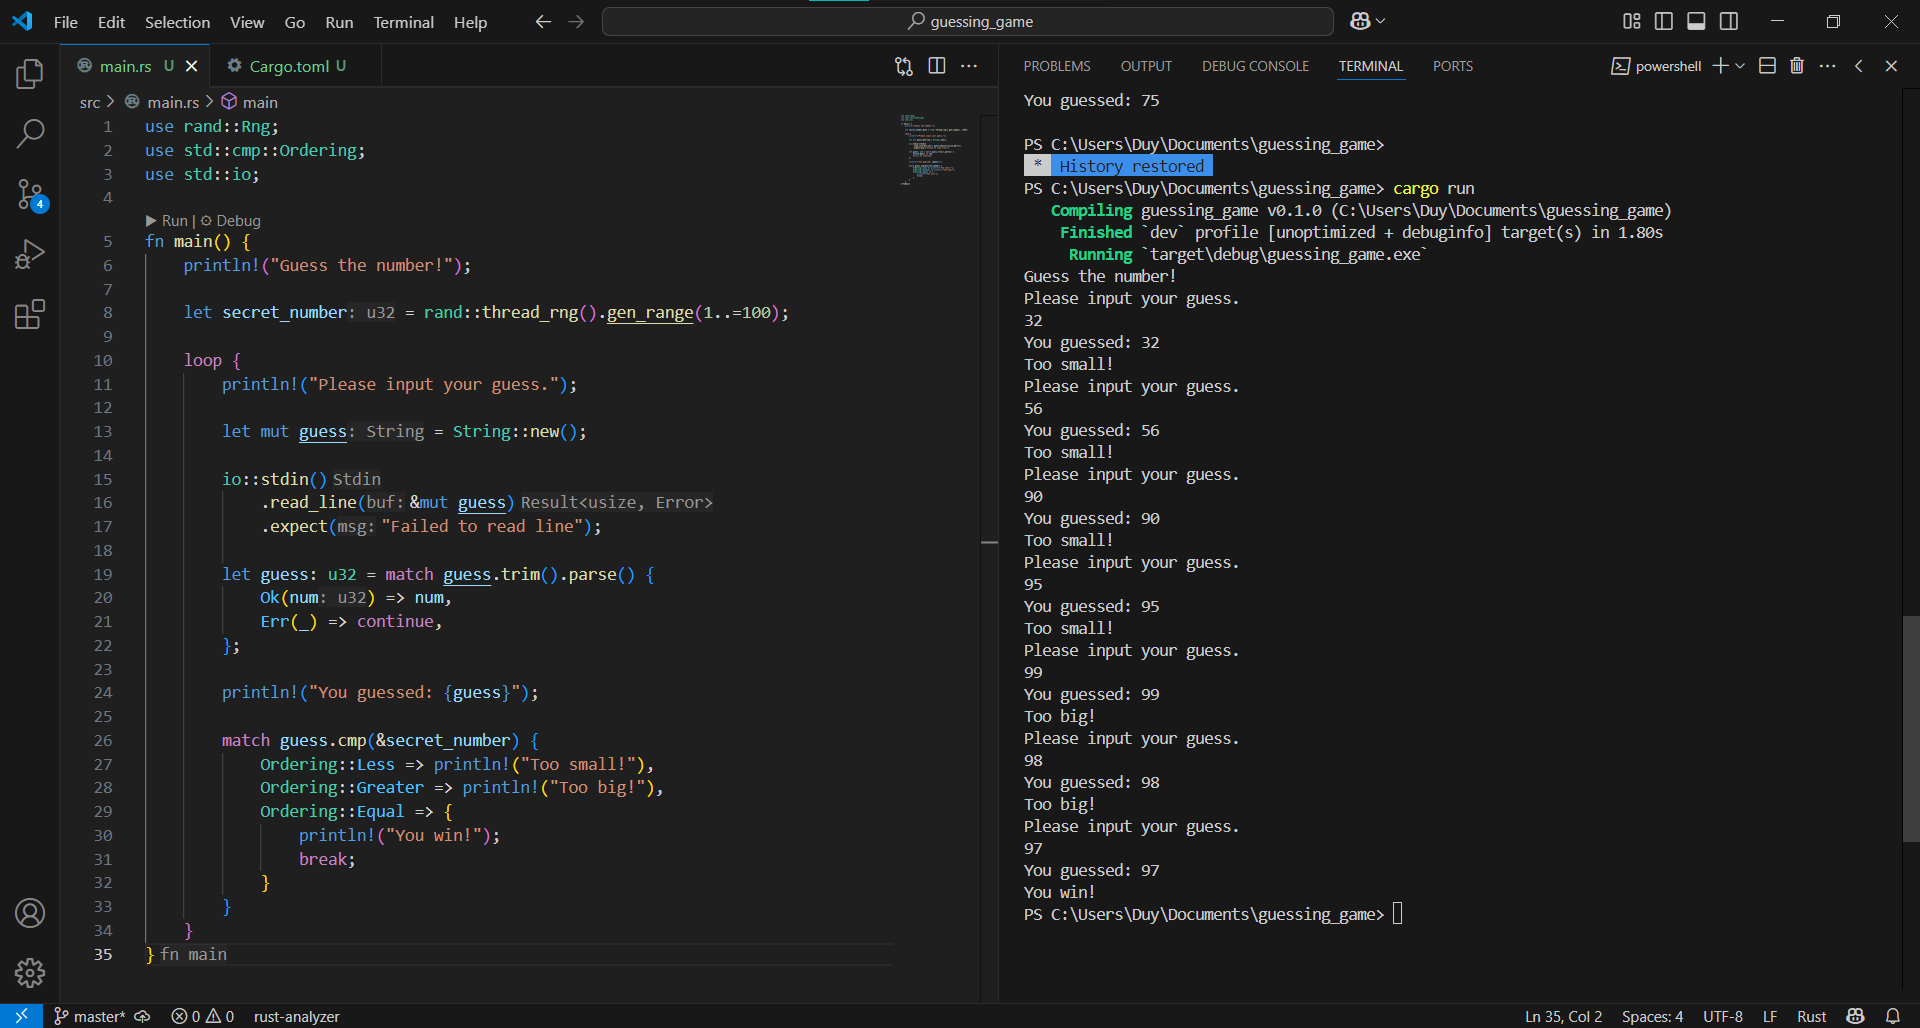 File Edit Selection View Go Run Terminal Help
guessing_game
main.rs U
Cargo.toml U
src > main.rs > main
1 use rand::Rng;
2 use std::cmp::Ordering;
3 use std::io;
4
Run | Debug
5 fn main() {
6 println!("Guess the number!");
7
8 let secret_number: u32 = rand::thread_rng().gen_range(1..=100);
9
10 loop {
11 println!("Please input your guess.");
12
13 let mut guess: String = String::new();
14
15 io::stdin() Stdin
16 .read_line(buf: &mut guess) Result<usize, Error>
17 .expect(msg: "Failed to read line");
18
19 let guess: u32 = match guess.trim().parse() {
20 Ok(num: u32) => num,
21 Err(_) => continue,
22 };
23
24 println!("You guessed: {guess}");
25
26 match guess.cmp(&secret_number) {
27 Ordering::Less => println!("Too small!"),
28 Ordering::Greater => println!("Too big!"),
29 Ordering::Equal => {
30 println!("You win!");
31 break;
32 }
33 }
34 }
35 } fn main
4
PROBLEMS OUTPUT DEBUG CONSOLE TERMINAL PORTS
powershell
You guessed: 75
PS C:\Users\Duy\Documents\guessing_game>
* History restored
PS C:\Users\Duy\Documents\guessing_game> cargo run
Compiling guessing_game v0.1.0 (C:\Users\Duy\Documents\guessing_game)
Finished `dev` profile [unoptimized + debuginfo] target(s) in 1.80s
Running `target\debug\guessing_game.exe`
Guess the number!
Please input your guess.
32
You guessed: 32
Too small!
Please input your guess.
56
You guessed: 56
Too small!
Please input your guess.
90
You guessed: 90
Too small!
Please input your guess.
95
You guessed: 95
Too small!
Please input your guess.
99
You guessed: 99
Too big!
Please input your guess.
98
You guessed: 98
Too big!
Please input your guess.
97
You guessed: 97
You win!
PS C:\Users\Duy\Documents\guessing_game>
master* 0 0 rust-analyzer
Ln 35, Col 2 Spaces: 4 UTF-8 LF Rust